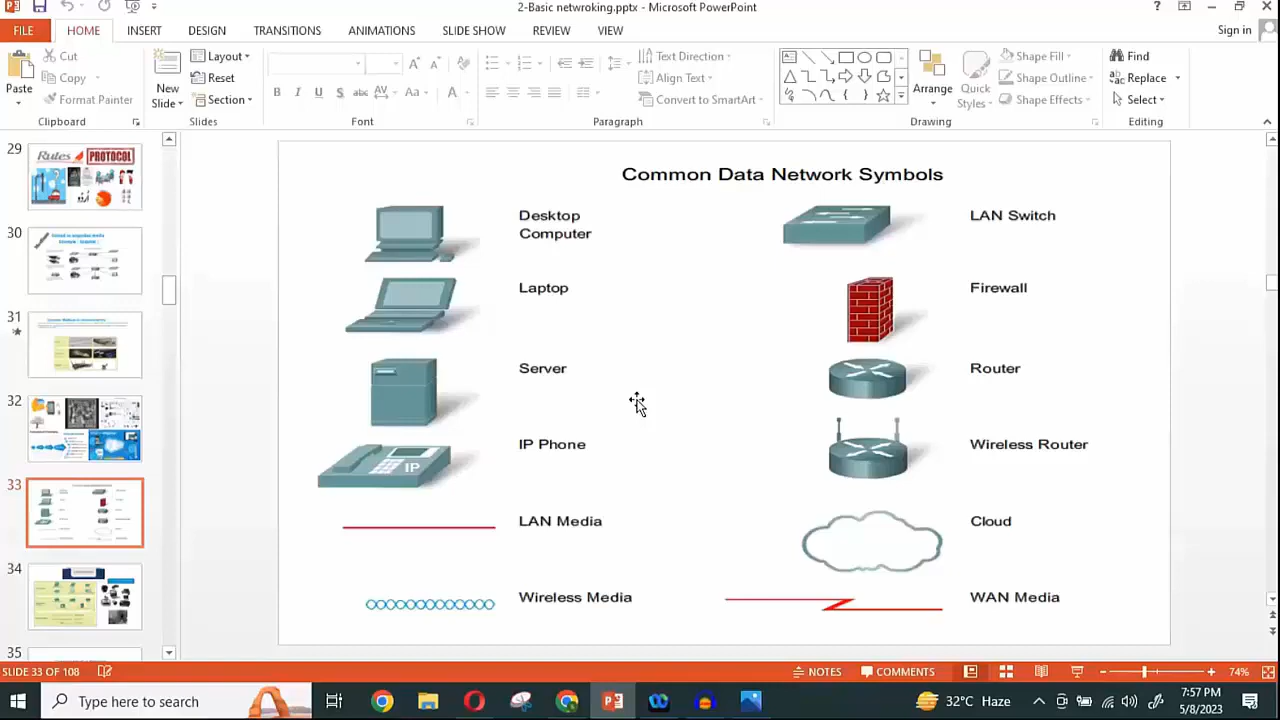 2-Basic netwroking.pptx - Microsoft PowerPoint
?
FILE HOME INSERT DESIGN TRANSITIONS ANIMATIONS SLIDE SHOW REVIEW VIEW Sign in
Paste
Cut
Copy
Format Painter
Clipboard
New Slide
Layout
Reset
Section
Slides
B I U S abc AV Aa A
Font
Text Direction
Align Text
Convert to SmartArt
Paragraph
Arrange
Quick Styles
Shape Fill
Shape Outline
Shape Effects
Drawing
Find
Replace
Select
Editing
29
Rules PROTOCOL
30
31
32
33
34
35
Common Data Network Symbols
Desktop Computer
LAN Switch
Laptop
Firewall
Server
Router
IP Phone
IP
Wireless Router
LAN Media
Cloud
Wireless Media
WAN Media
SLIDE 33 OF 108
NOTES
COMMENTS
74%
Type here to search
32°C Haze
7:57 PM
5/8/2023